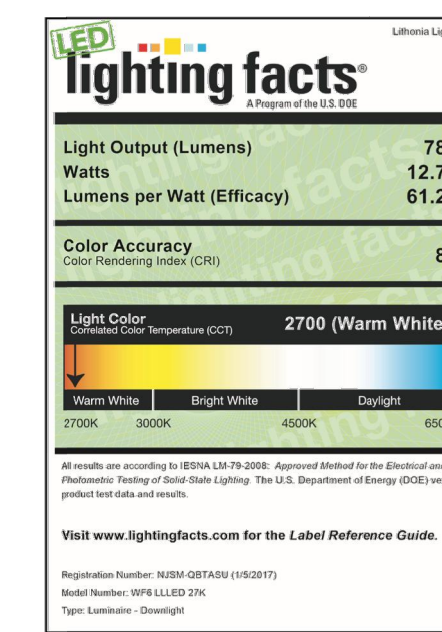 Lithonia Lig
LED
lighting facts®
A Program of the U.S. DOE
Light Output (Lumens) 78
Watts 12.7
Lumens per Watt (Efficacy) 61.2
Color Accuracy
Color Rendering Index (CRI) 8
Light Color
Correlated Color Temperature (CCT) 2700 (Warm White
Warm White Bright White Daylight
2700K 3000K 4500K 650
All results are according to IESNA LM-79-2008: Approved Method for the Electrical and
Photometric Testing of Solid-State Lighting. The U.S. Department of Energy (DOE) ve
product test data and results.
Visit www.lightingfacts.com for the Label Reference Guide.
Registration Number: NJSM-QBTASU (1/5/2017)
Model Number: WF6 LLLED 27K
Type: Luminaire - Downlight